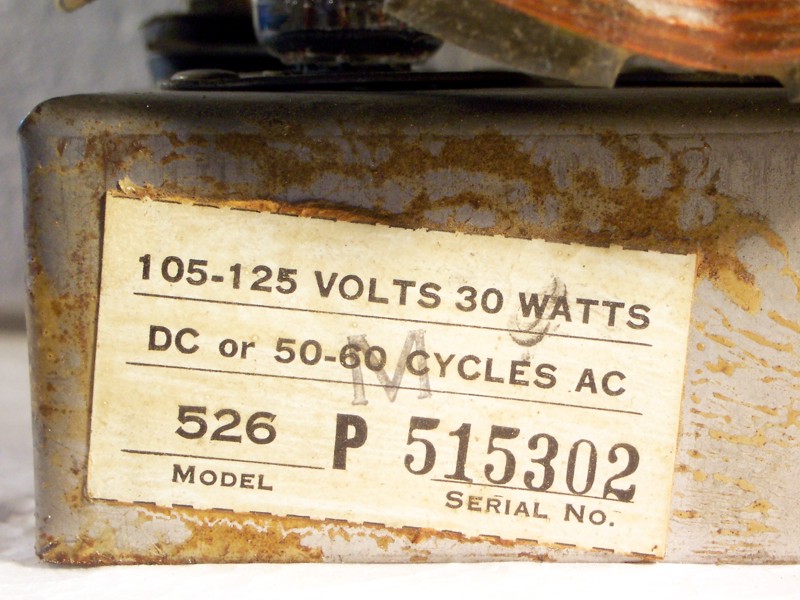 105-125 VOLTS 30 WATTS
DC or 50-60 CYCLES AC
M
526 P 515302
MODEL SERIAL NO.